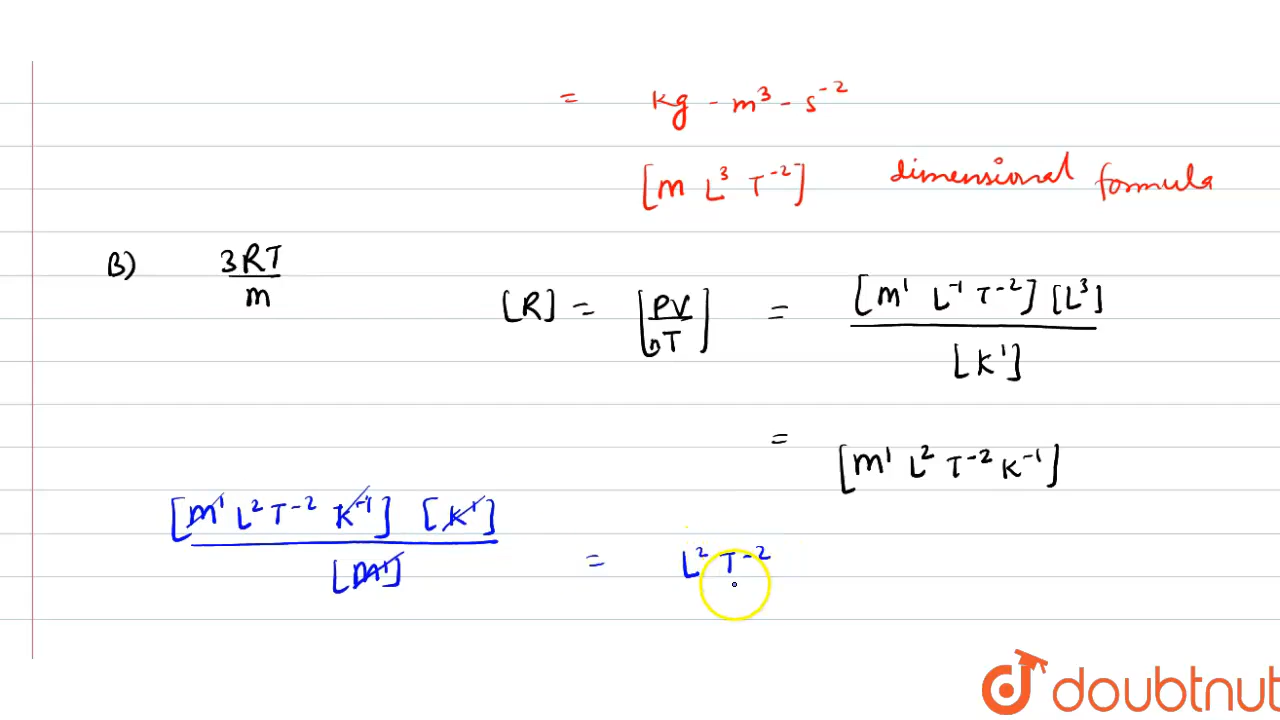 = kg - m³ - s⁻²
[m L³ T⁻²] dimensional formula
B) 3RT/m
[R] = [PV/nT] = [m¹ L⁻¹ T⁻²] [L³] / [K¹]
= [m¹ L² T⁻² K⁻¹]
[m¹ L² T⁻² K⁻¹] [K¹] / [m¹] = L² T⁻²
doubtnut